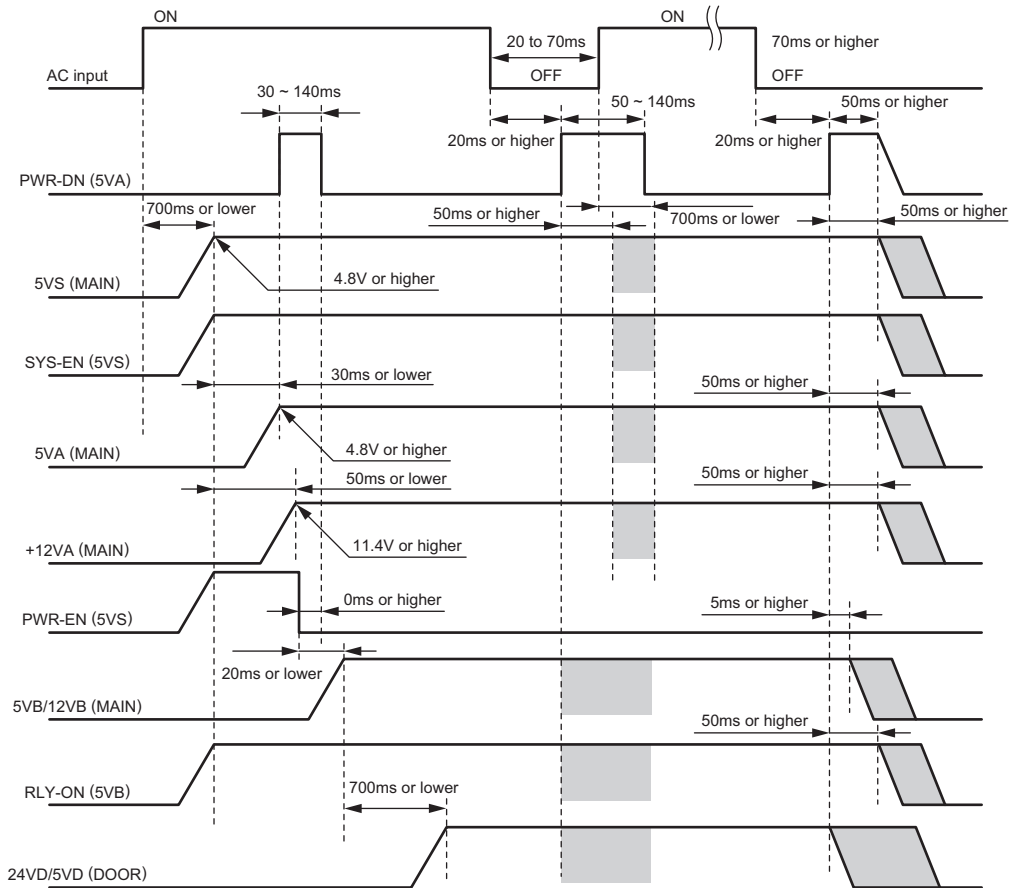 ON
ON
20 to 70ms
70ms or higher
AC input
OFF
OFF
30 ~ 140ms
50 ~ 140ms
50ms or higher
20ms or higher
20ms or higher
PWR-DN (5VA)
700ms or lower
50ms or higher
700ms or lower
50ms or higher
4.8V or higher
5VS (MAIN)
SYS-EN (5VS)
30ms or lower
50ms or higher
4.8V or higher
5VA (MAIN)
50ms or lower
50ms or higher
11.4V or higher
+12VA (MAIN)
0ms or higher
5ms or higher
PWR-EN (5VS)
20ms or lower
5VB/12VB (MAIN)
50ms or higher
RLY-ON (5VB)
700ms or lower
24VD/5VD (DOOR)